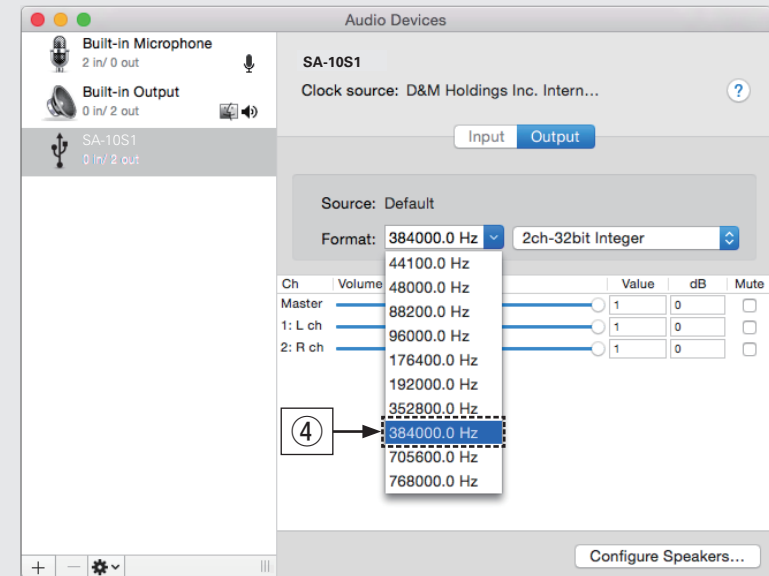 Audio Devices
Built-in Microphone
2 in/ 0 out
Built-in Output
0 in/ 2 out
SA-10S1
0 in/ 2 out
SA-10S1
Clock source: D&M Holdings Inc. Intern...
?
Input Output
Source: Default
Format: 384000.0 Hz 2ch-32bit Integer
44100.0 Hz
48000.0 Hz
88200.0 Hz
96000.0 Hz
176400.0 Hz
192000.0 Hz
352800.0 Hz
384000.0 Hz
705600.0 Hz
768000.0 Hz
Ch Volume Value dB Mute
Master 1 0
1: L ch 1 0
2: R ch 1 0
④
Configure Speakers...